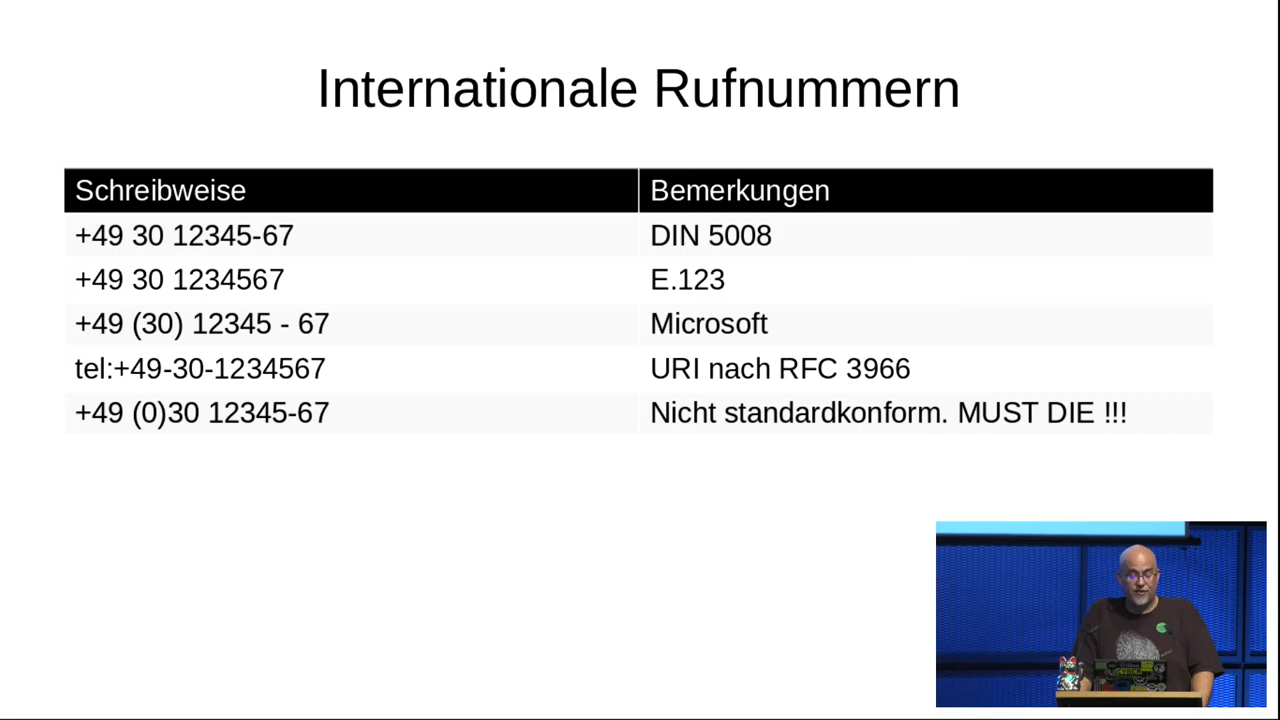 Internationale Rufnummern
Schreibweise Bemerkungen
+49 30 12345-67 DIN 5008
+49 30 1234567 E.123
+49 (30) 12345 - 67 Microsoft
tel:+49-30-1234567 URI nach RFC 3966
+49 (0)30 12345-67 Nicht standardkonform. MUST DIE !!!
CYBER